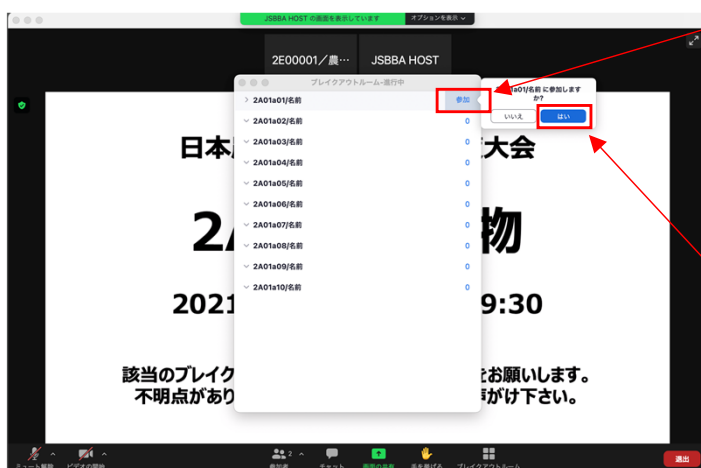 JSBBA HOST の画面を表示しています
オプションを表示
2E00001／農…
JSBBA HOST
ブレイクアウトルーム-進行中
2A01a01/名前
参加
a01/名前 に参加します
か?
いいえ
はい
2A01a02/名前
0
2A01a03/名前
0
2A01a04/名前
0
2A01a05/名前
0
2A01a06/名前
0
2A01a07/名前
0
2A01a08/名前
0
2A01a09/名前
0
2A01a10/名前
0
日本
大会
2
物
2021
9:30
該当のブレイク
をお願いします。
不明点があり
がけ下さい。
2
ミュート解除
ビデオの開始
参加者
チャット
画面の共有
手を挙げる
ブレイクアウトルーム
退出